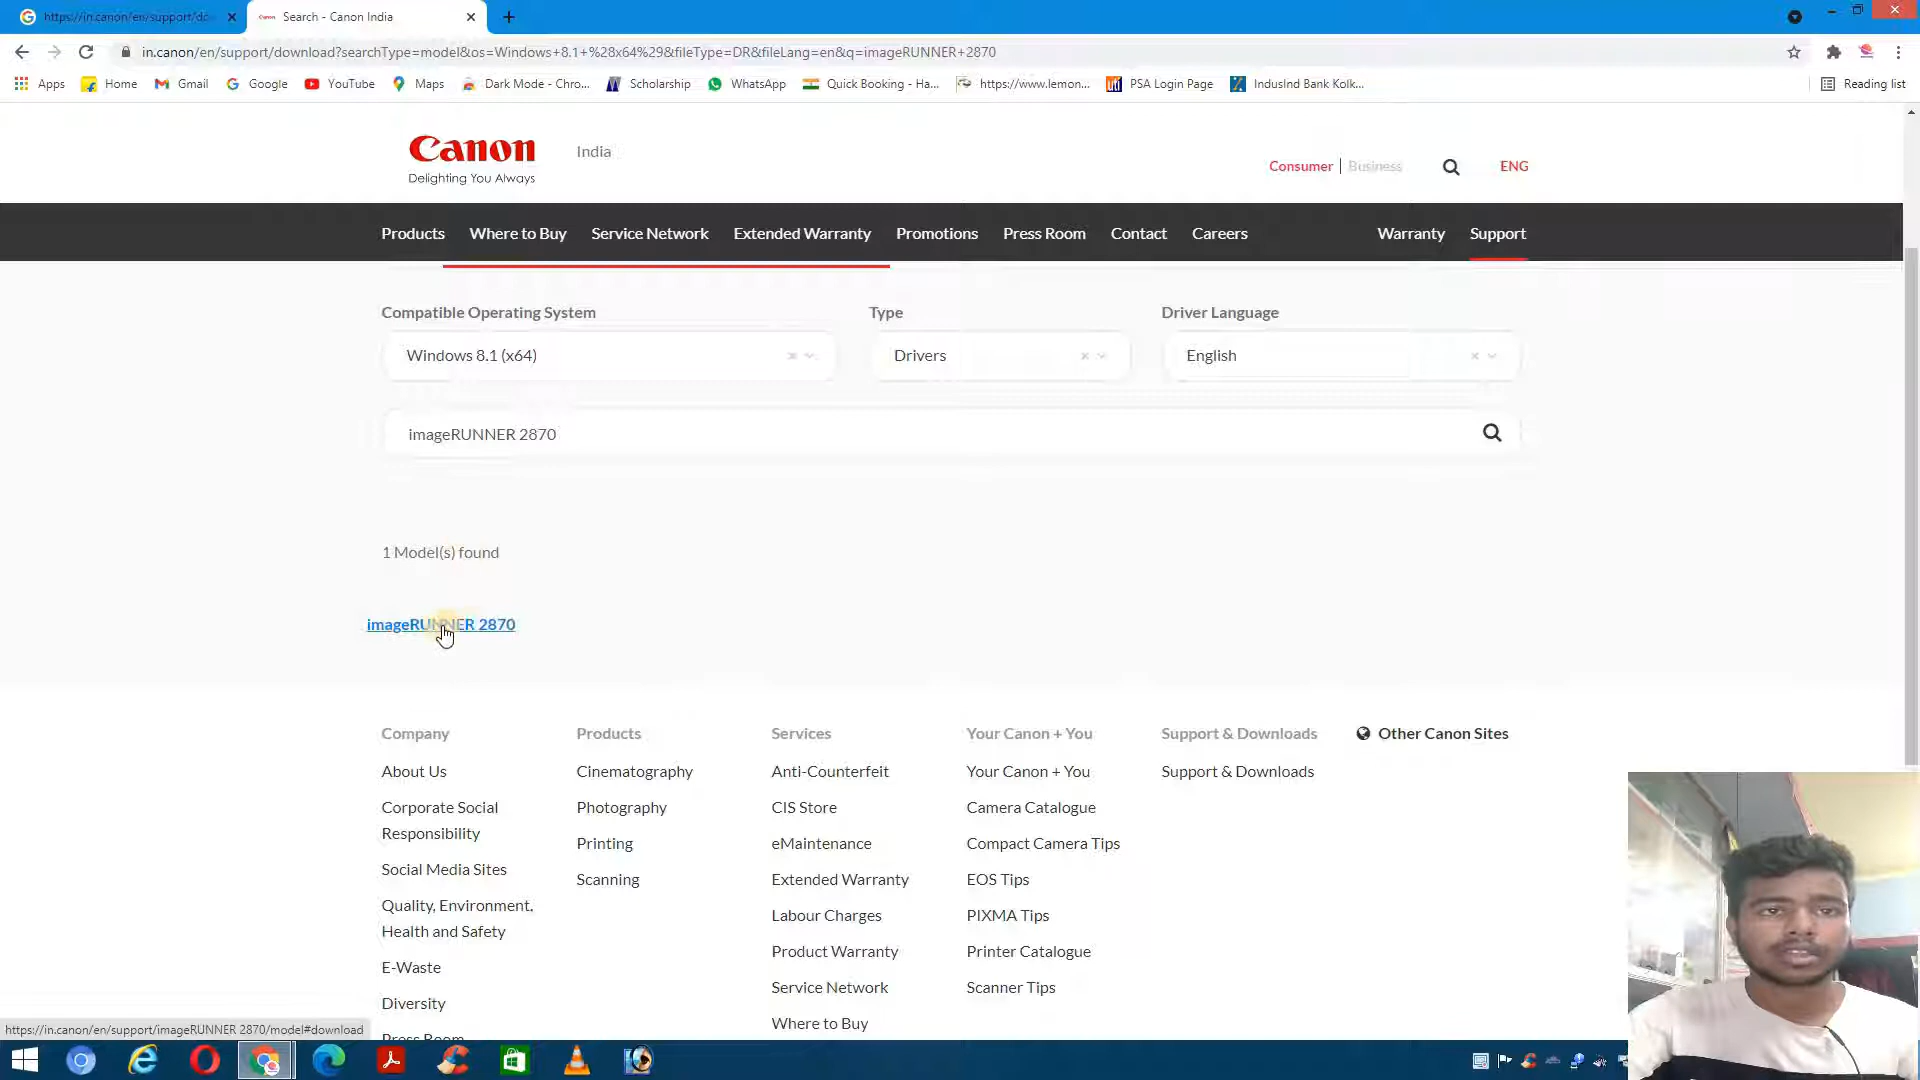 https://in.canon/en/support/do
Search - Canon India
in.canon/en/support/download?searchType=model&os=Windows+8.1+%28x64%29&fileType=DR&fileLang=en&q=imageRUNNER+2870
Apps
Home
Gmail
Google
YouTube
Maps
Dark Mode - Chro...
Scholarship
WhatsApp
Quick Booking - Ha...
https://www.lemon...
PSA Login Page
IndusInd Bank Kolk...
Reading list
Canon
Delighting You Always
India
Consumer | Business
ENG
Products
Where to Buy
Service Network
Extended Warranty
Promotions
Press Room
Contact
Careers
Warranty
Support
Compatible Operating System
Type
Driver Language
Windows 8.1 (x64)
Drivers
English
imageRUNNER 2870
1 Model(s) found
imageRUNNER 2870
Company
About Us
Corporate Social
Responsibility
Social Media Sites
Quality, Environment,
Health and Safety
E-Waste
Diversity
Press Room
Products
Cinematography
Photography
Printing
Scanning
Services
Anti-Counterfeit
CIS Store
eMaintenance
Extended Warranty
Labour Charges
Product Warranty
Service Network
Where to Buy
Your Canon + You
Your Canon + You
Camera Catalogue
Compact Camera Tips
EOS Tips
PIXMA Tips
Printer Catalogue
Scanner Tips
Support & Downloads
Support & Downloads
Other Canon Sites
https://in.canon/en/support/imageRUNNER 2870/model#download